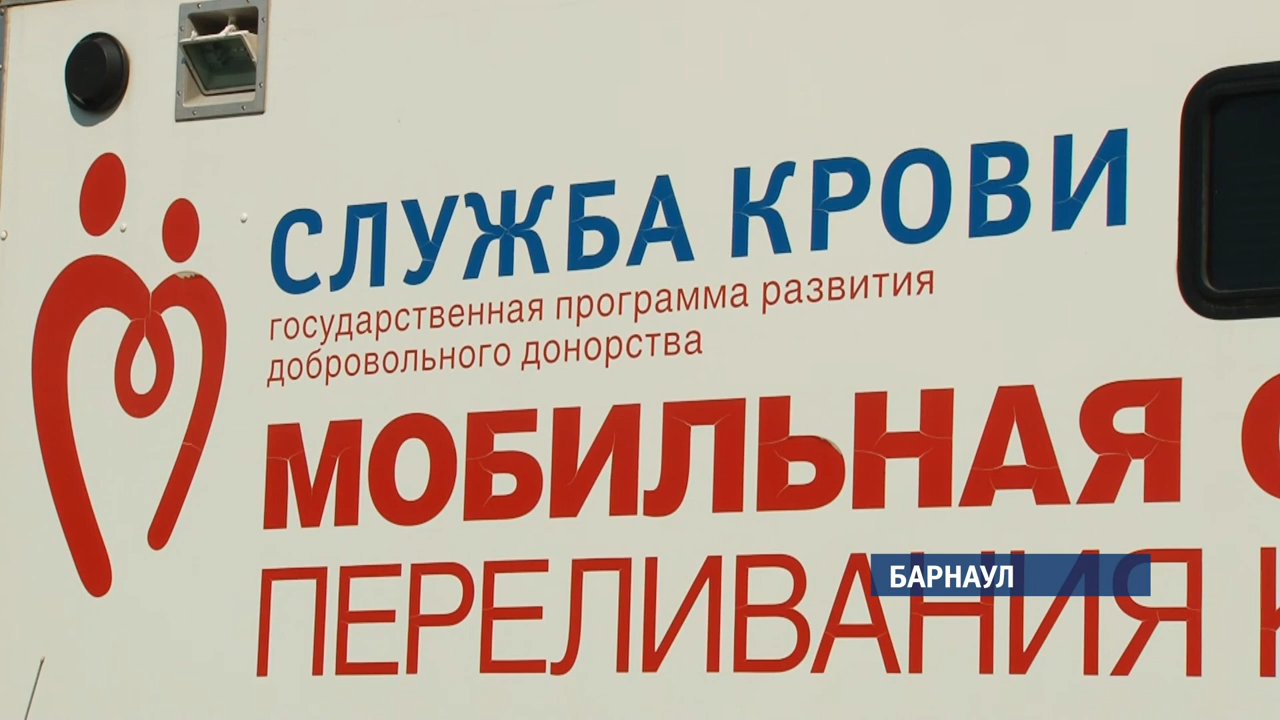 СЛУЖБА КРОВИ
государственная программа развития
добровольного донорства
МОБИЛЬНАЯ
ПЕРЕЛИВАНИЯ
БАРНАУЛ